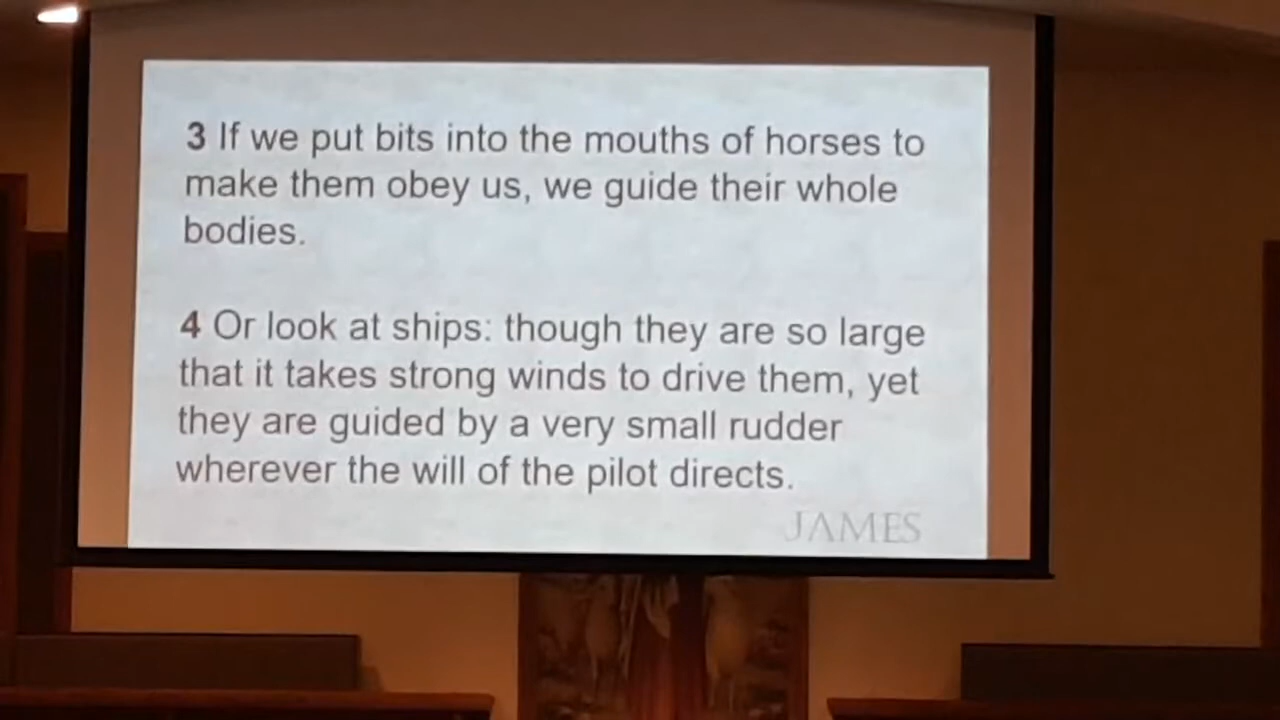 3 If we put bits into the mouths of horses to
make them obey us, we guide their whole
bodies.
4 Or look at ships: though they are so large
that it takes strong winds to drive them, yet
they are guided by a very small rudder
wherever the will of the pilot directs.
JAMES